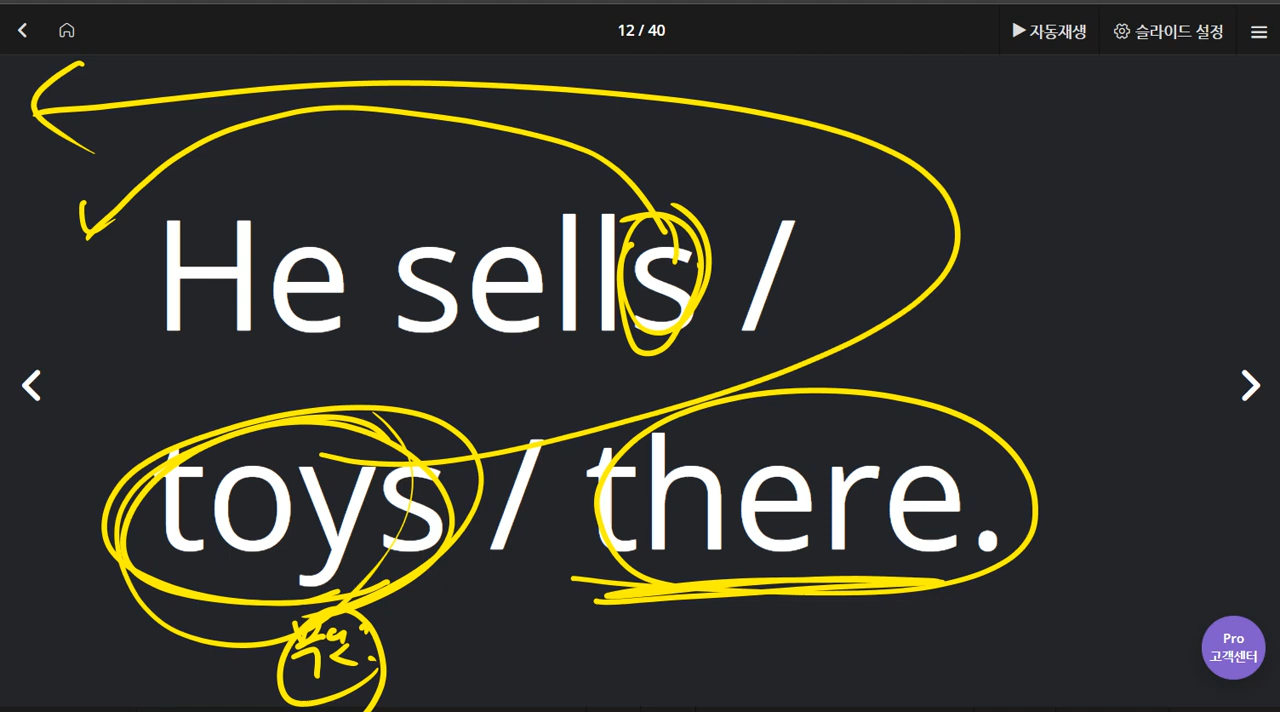 12 / 40
자동재생
슬라이드 설정
He sells /
toys / there.
Pro
고객센터